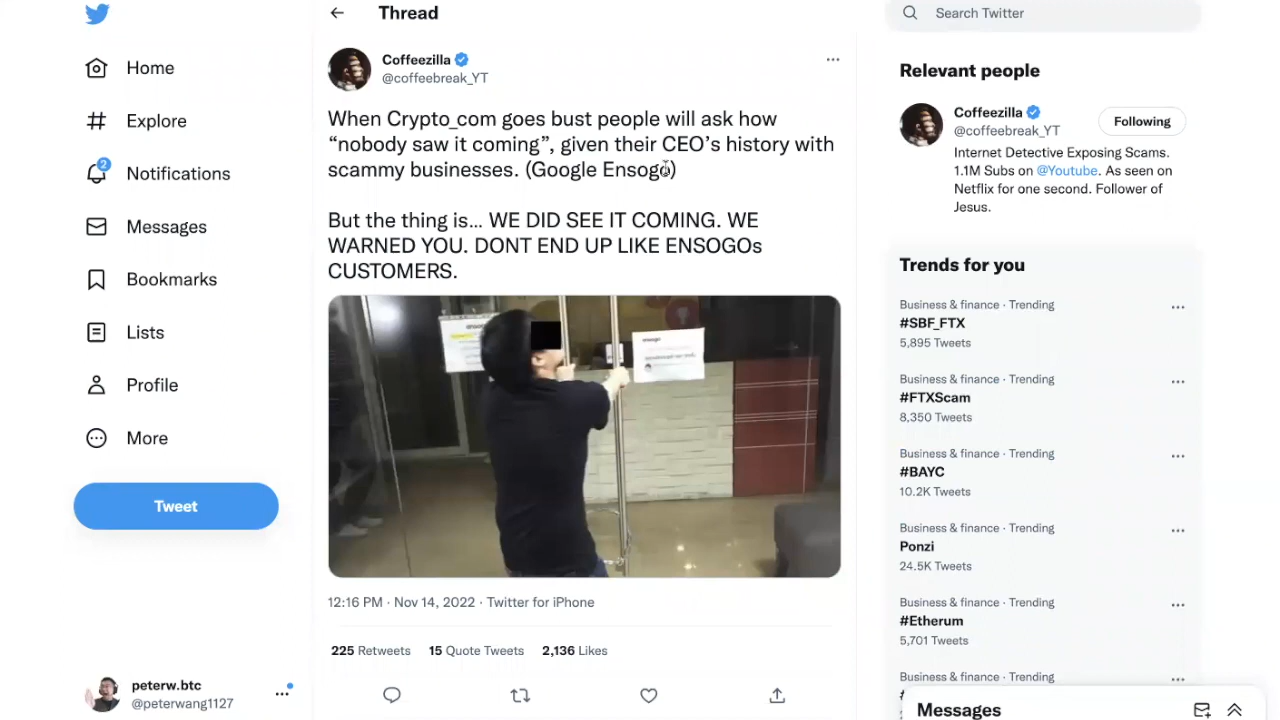 Thread
Search Twitter
Home
Explore
2
Notifications
Messages
Bookmarks
Lists
Profile
More
Tweet
peterw.btc
@peterwang1127
Coffeezilla
@coffeebreak_YT
When Crypto_com goes bust people will ask how
“nobody saw it coming”, given their CEO’s history with
scammy businesses. (Google Ensogo)
But the thing is... WE DID SEE IT COMING. WE
WARNED YOU. DONT END UP LIKE ENSOGOs
CUSTOMERS.
12:16 PM · Nov 14, 2022 · Twitter for iPhone
225 Retweets 15 Quote Tweets 2,136 Likes
Relevant people
Coffeezilla
@coffeebreak_YT
Following
Internet Detective Exposing Scams.
1.1M Subs on @Youtube. As seen on
Netflix for one second. Follower of
Jesus.
Trends for you
Business & finance · Trending
#SBF_FTX
5,895 Tweets
Business & finance · Trending
#FTXScam
8,350 Tweets
Business & finance · Trending
#BAYC
10.2K Tweets
Business & finance · Trending
Ponzi
24.5K Tweets
Business & finance · Trending
#Etherum
5,701 Tweets
Business & finance · Trending
Messages